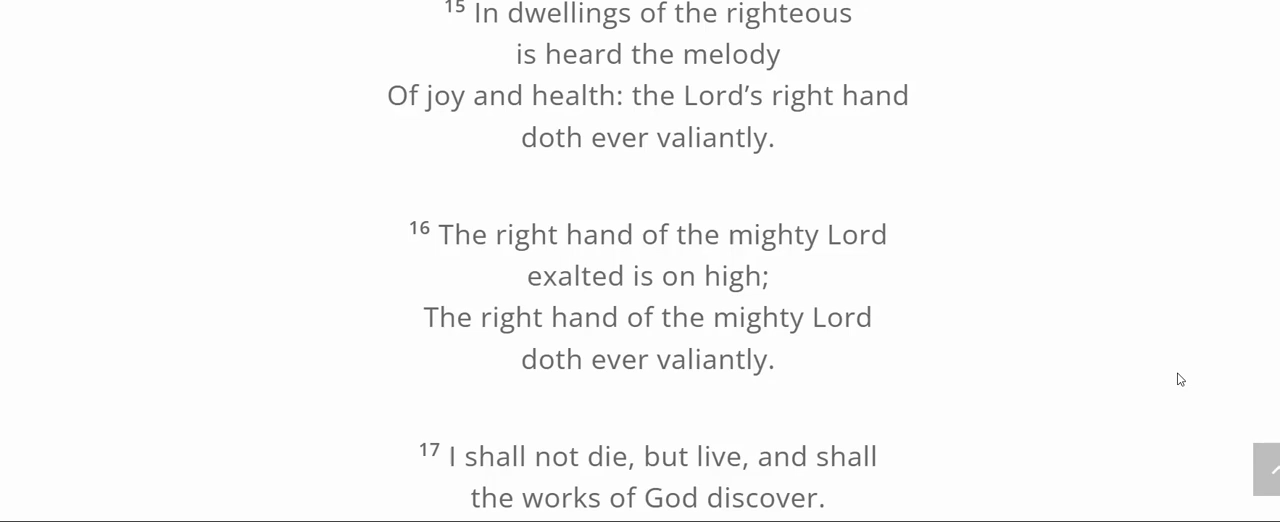 15 In dwellings of the righteous
is heard the melody
Of joy and health: the Lord’s right hand
doth ever valiantly.
16 The right hand of the mighty Lord
exalted is on high;
The right hand of the mighty Lord
doth ever valiantly.
17 I shall not die, but live, and shall
the works of God discover.